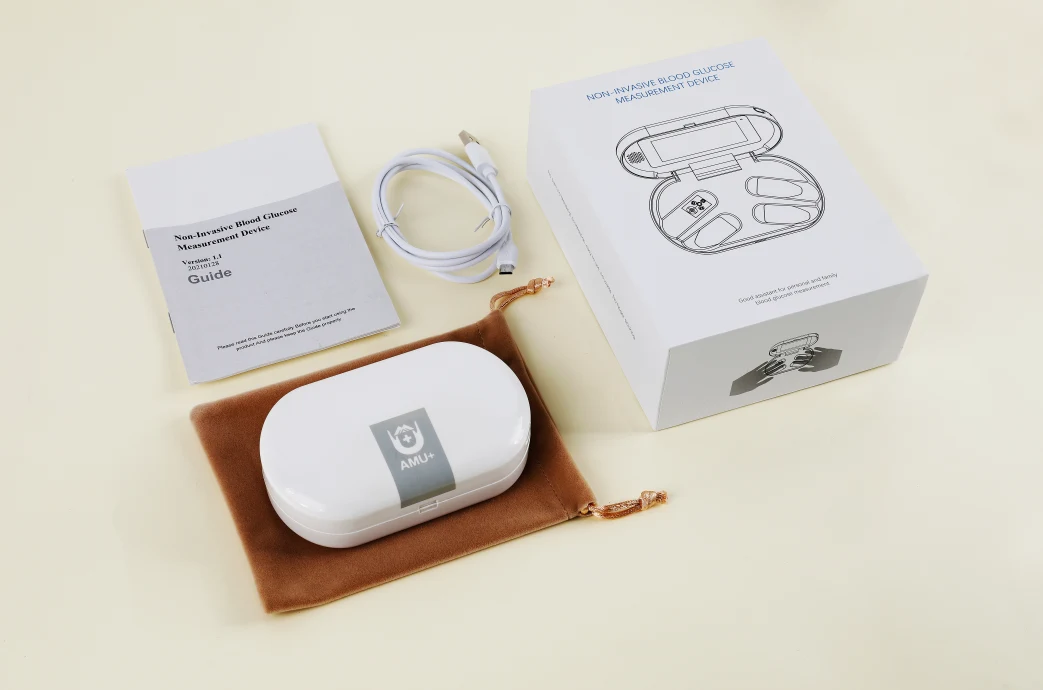 Non-Invasive Blood Glucose
Measurement Device
Version: 1.1
20210128
Guide
Please read this Guide carefully Before you start using the
product And please keep the Guide properly
NON-INVASIVE BLOOD GLUCOSE
MEASUREMENT DEVICE
Good assistant for personal and family
blood glucose measurement
AMU+